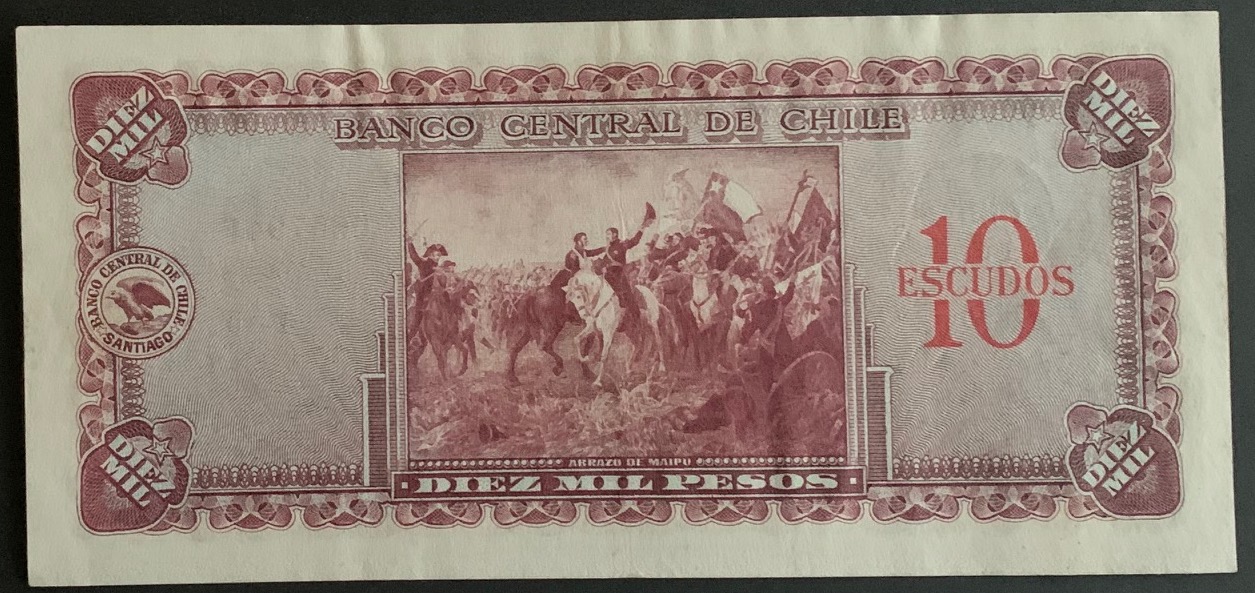 DIEZ
MIL
BANCO CENTRAL DE CHILE
DIEZ
MIL
10
ESCUDOS
BANCO CENTRAL DE CHILE
SANTIAGO
ABRAZO DE MAIPU
DIEZ
MIL
DIEZ MIL PESOS
DIEZ
MIL